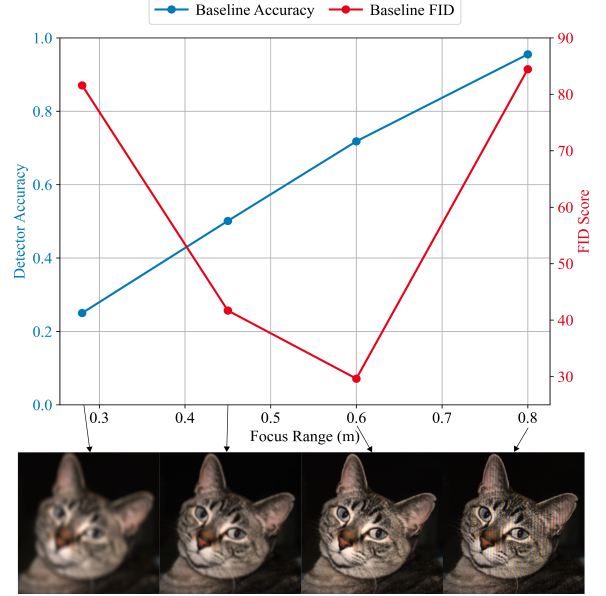 Baseline Accuracy Baseline FID
1.0 90
80
0.8
70
0.6 60
Detector Accuracy FID Score
0.4 50
40
0.2
30
0.0
0.3 0.4 0.5 0.6 0.7 0.8
Focus Range (m)